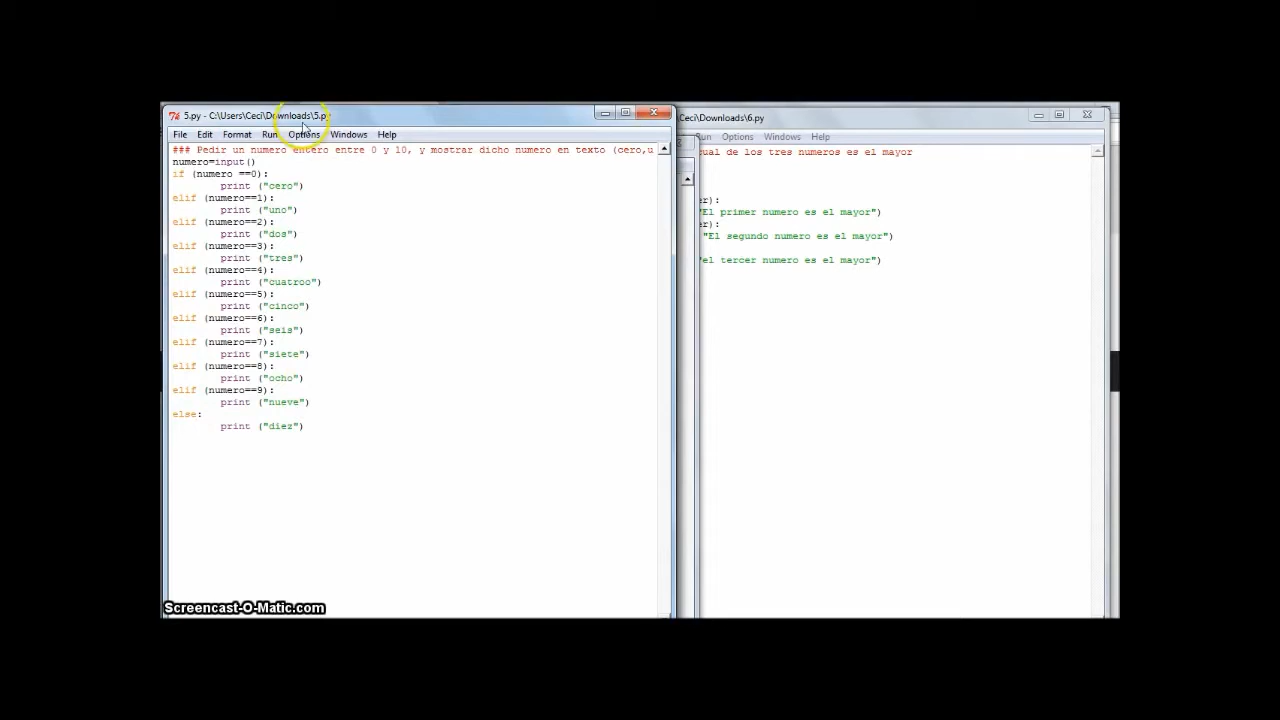 5.py - C:\Users\Ceci\Downloads\5.py
File Edit Format Run Options Windows Help
### Pedir un numero entero entre 0 y 10, y mostrar dicho numero en texto (cero,u
numero=input()
if (numero ==0):
print ("cero")
elif (numero==1):
print ("uno")
elif (numero==2):
print ("dos")
elif (numero==3):
print ("tres")
elif (numero==4):
print ("cuatroo")
elif (numero==5):
print ("cinco")
elif (numero==6):
print ("seis")
elif (numero==7):
print ("siete")
elif (numero==8):
print ("ocho")
elif (numero==9):
print ("nueve")
else:
print ("diez")
Ceci\Downloads\6.py
Run Options Windows Help
cual de los tres numeros es el mayor
er):
"El primer numero es el mayor")
er):
"El segundo numero es el mayor")
"el tercer numero es el mayor")
Screencast-O-Matic.com